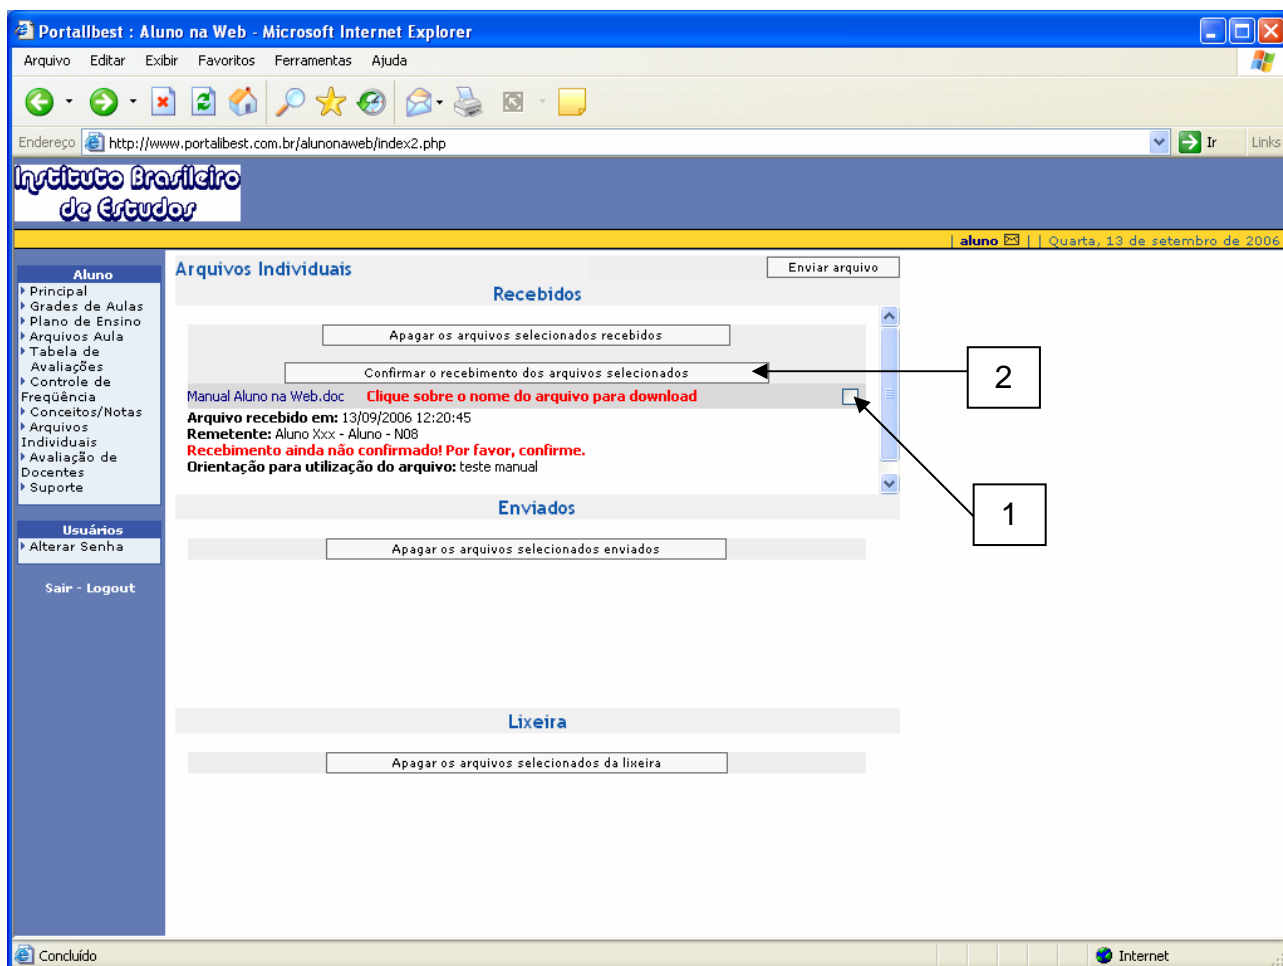 Portallbest : Aluno na Web - Microsoft Internet Explorer
Arquivo Editar Exibir Favoritos Ferramentas Ajuda
Endereço http://www.portalibest.com.br/alunonaweb/index2.php Ir Links
Instituto Brasileiro
de Estudos
| aluno | | Quarta, 13 de setembro de 2006
Aluno
Principal
Grades de Aulas
Plano de Ensino
Arquivos Aula
Tabela de
Avaliações
Controle de
Freqüência
Conceitos/Notas
Arquivos
Individuais
Avaliação de
Docentes
Suporte
Usuários
Alterar Senha
Sair - Logout
Arquivos Individuais
Enviar arquivo
Recebidos
Apagar os arquivos selecionados recebidos
Confirmar o recebimento dos arquivos selecionados
Manual Aluno na Web.doc Clique sobre o nome do arquivo para download
Arquivo recebido em: 13/09/2006 12:20:45
Remetente: Aluno Xxx - Aluno - N08
Recebimento ainda não confirmado! Por favor, confirme.
Orientação para utilização do arquivo: teste manual
2
1
Enviados
Apagar os arquivos selecionados enviados
Lixeira
Apagar os arquivos selecionados da lixeira
Concluído
Internet